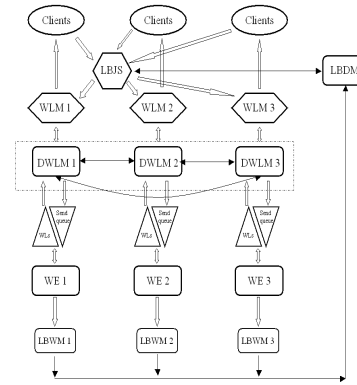 Clients
Clients
Clients
LBJS
LBDM
WLM 1
WLM 2
WLM 3
DWLM 1
DWLM 2
DWLM 3
WLs
Send
queue
WLs
Send
queue
WLs
Send
queue
WE 1
WE 2
WE 3
LBWM 1
LBWM 2
LBWM 3